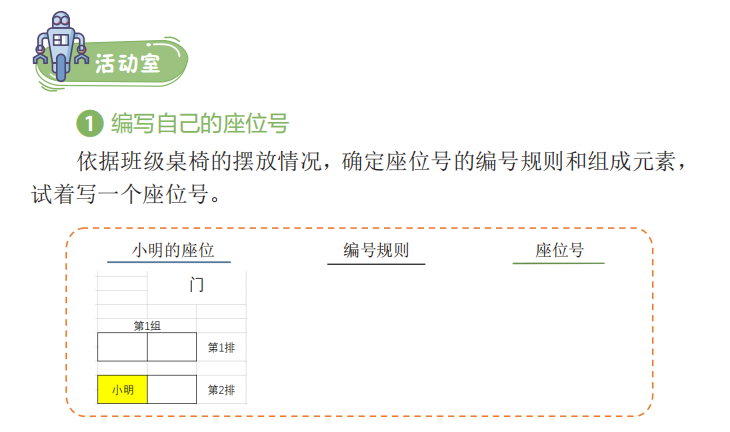 活动室
1 编写自己的座位号
依据班级桌椅的摆放情况，确定座位号的编号规则和组成元素，
试着写一个座位号。
小明的座位 编号规则 座位号
门
第1组
第1排
小明 第2排